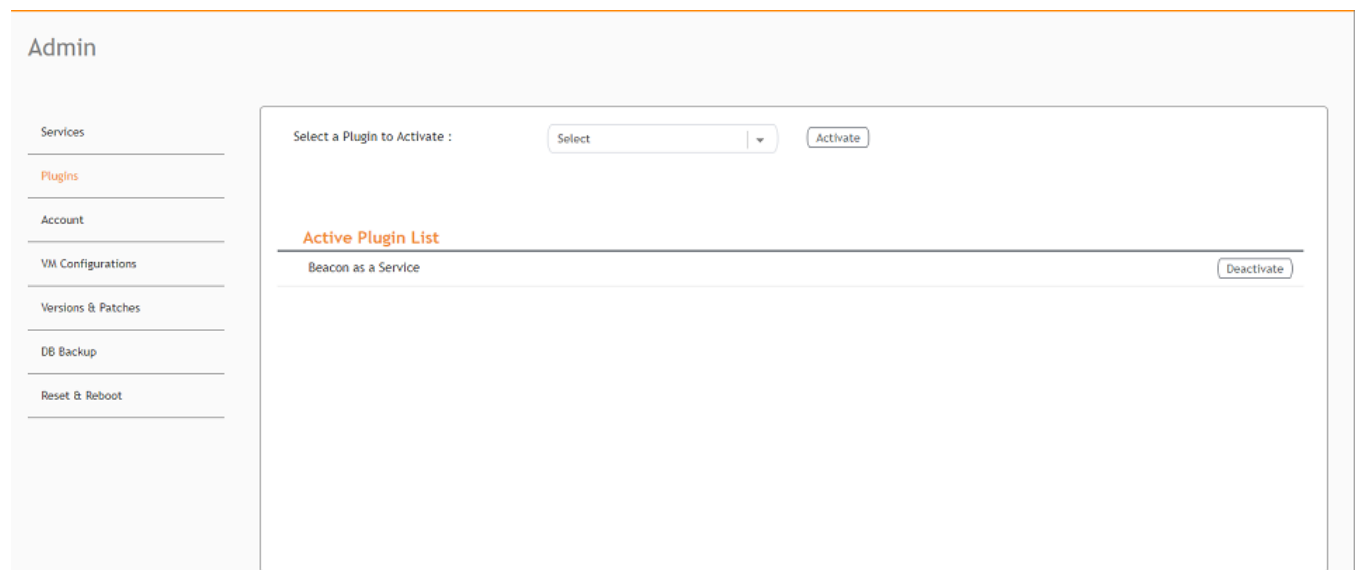 Admin
Services
Plugins
Account
VM Configurations
Versions & Patches
DB Backup
Reset & Reboot
Select a Plugin to Activate :
Select
Activate
Active Plugin List
Beacon as a Service
Deactivate